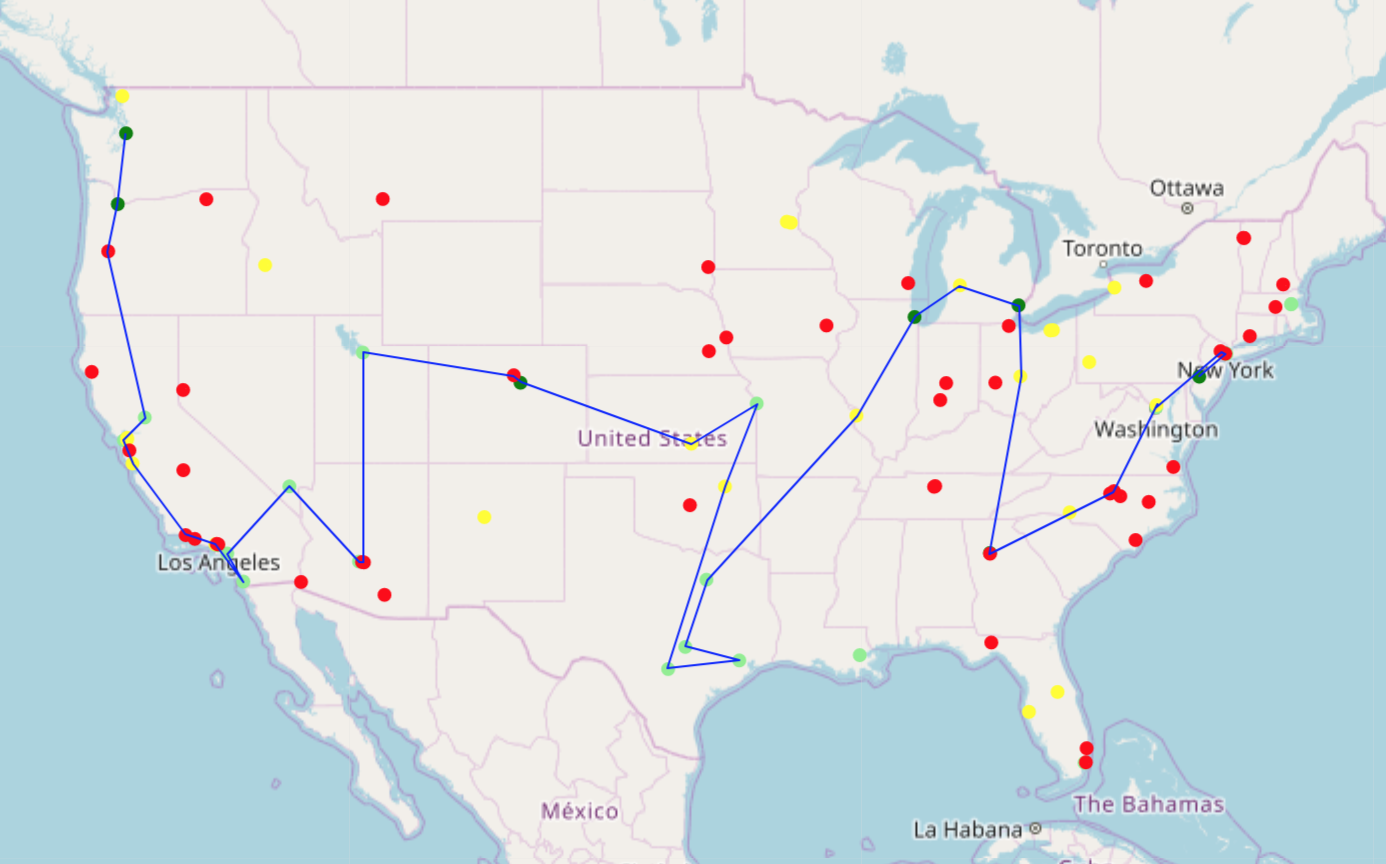 Ottawa
Toronto
New York
Washington
United States
Los Angeles
México
The Bahamas
La Habana